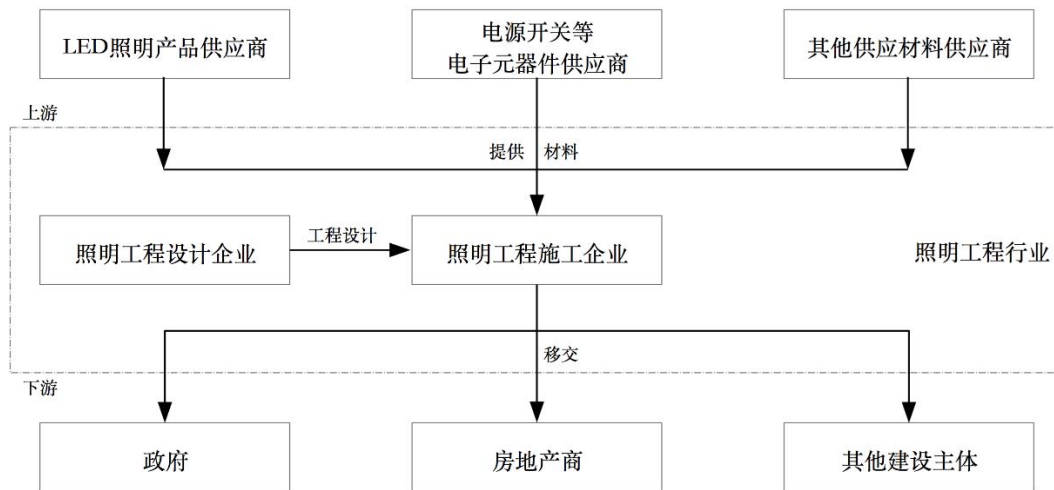 LED照明产品供应商
电源开关等
电子元器件供应商
其他供应材料供应商
上游
提供 材料
照明工程设计企业
工程设计
照明工程施工企业
照明工程行业
移交
下游
政府
房地产商
其他建设主体